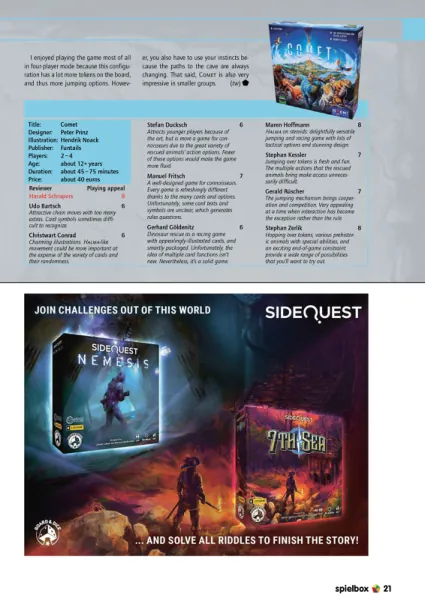 I enjoyed playing the game most of all
in four-player mode because this configu-
ration has a lot more tokens on the board,
and thus more jumping options. Howev-
er, you also have to use your instincts be-
cause the paths to the cave are always
changing. That said, COMET is also very
impressive in smaller groups. (tw)
COMET
Title: Comet
Designer: Peter Prinz
Illustration: Hendrik Noack
Publisher: Funtails
Players: 2 – 4
Age: about 12+ years
Duration: about 45 – 75 minutes
Price: about 40 euros
Reviewer Playing appeal
Harald Schrapers 8
Udo Bartsch 6
Attractive chain moves with too many
extras. Card symbols sometimes diffi-
cult to recognize.
Christwart Conrad 6
Charming illustrations. HALMA-like
movement could be more important at
the expense of the variety of cards and
their randomness.
Stefan Ducksch 6
Attracts younger players because of
the art, but is more a game for con-
noisseurs due to the great variety of
rescued animals' action options. Fewer
of these options would make the game
more fluid.
Manuel Fritsch 7
A well-designed game for connoisseurs.
Every game is refreshingly different
thanks to the many cards and options.
Unfortunately, some card texts and
symbols are unclear, which generates
rules questions.
Gerhard Göldenitz 6
Dinosaur rescue as a racing game
with appealingly illustrated cards, and
smartly packaged. Unfortunately, the
idea of multiple card functions isn't
new. Nevertheless, it's a solid game.
Maren Hoffmann 8
HALMA on steroids: delightfully versatile
jumping and racing game with lots of
tactical options and stunning design.
Stephan Kessler 7
Jumping over tokens is fresh and fun.
The multiple actions that the rescued
animals bring make access unneces-
sarily difficult.
Gerald Rüscher 7
The jumping mechanism brings cooper-
ation and competition. Very appealing
at a time when interaction has become
the exception rather than the rule.
Stephan Zerlik 8
Hopping over tokens, various prehistor-
ic animals with special abilities, and
an exciting end-of-game constraint
provide a wide range of possibilities
that you'll want to try out.
JOIN CHALLENGES OUT OF THIS WORLD
SIDEQUEST
SIDEQUEST
NEMESIS
SIDEQUEST
7TH SEA
BOARD & DICE
... AND SOLVE ALL RIDDLES TO FINISH THE STORY!
spielbox 21